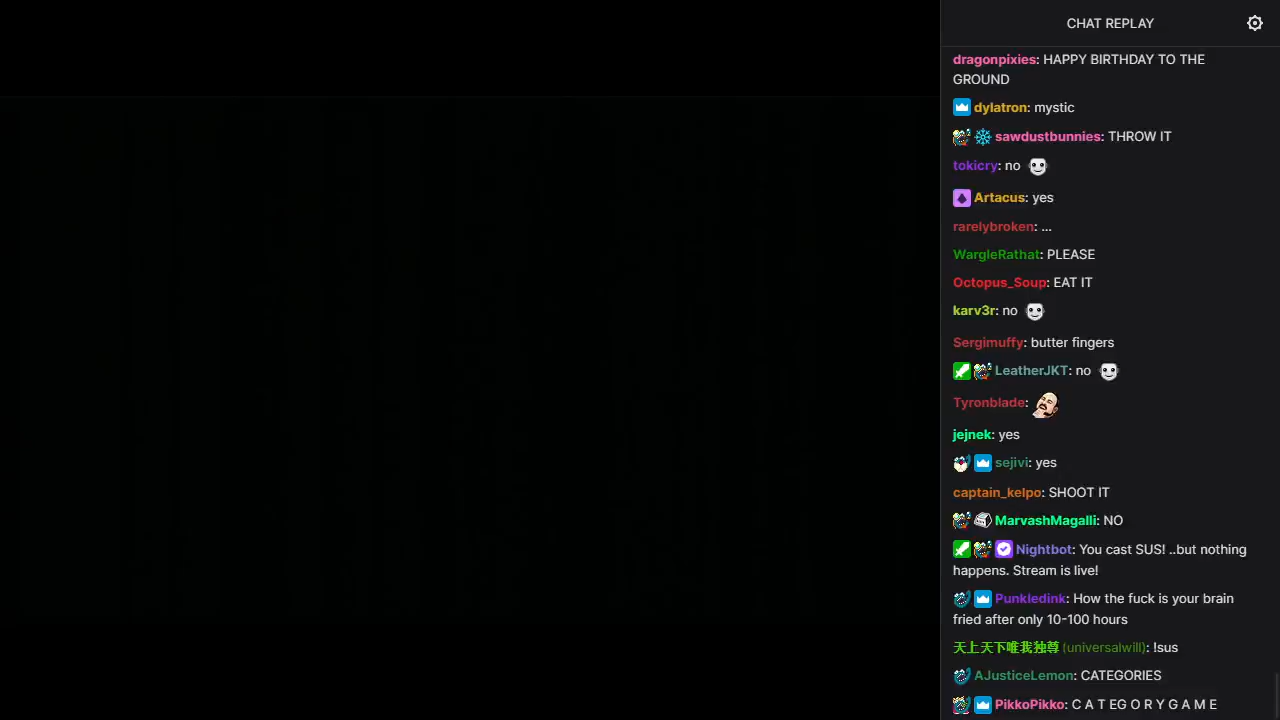 CHAT REPLAY
dragonpixies: HAPPY BIRTHDAY TO THE
GROUND
dylatron: mystic
sawdustbunnies: THROW IT
tokicry: no
Artacus: yes
rarelybroken: ...
WargleRathat: PLEASE
Octopus_Soup: EAT IT
karv3r: no
Sergimuffy: butter fingers
LeatherJKT: no
Tyronblade:
jejnek: yes
sejivi: yes
captain_kelpo: SHOOT IT
MarvashMagalli: NO
Nightbot: You cast SUS! ..but nothing
happens. Stream is live!
Punkledink: How the fuck is your brain
fried after only 10-100 hours
天上天下唯我独尊 (universalwill): !sus
AJusticeLemon: CATEGORIES
PikkoPikko: C A T EG O R Y G A M E